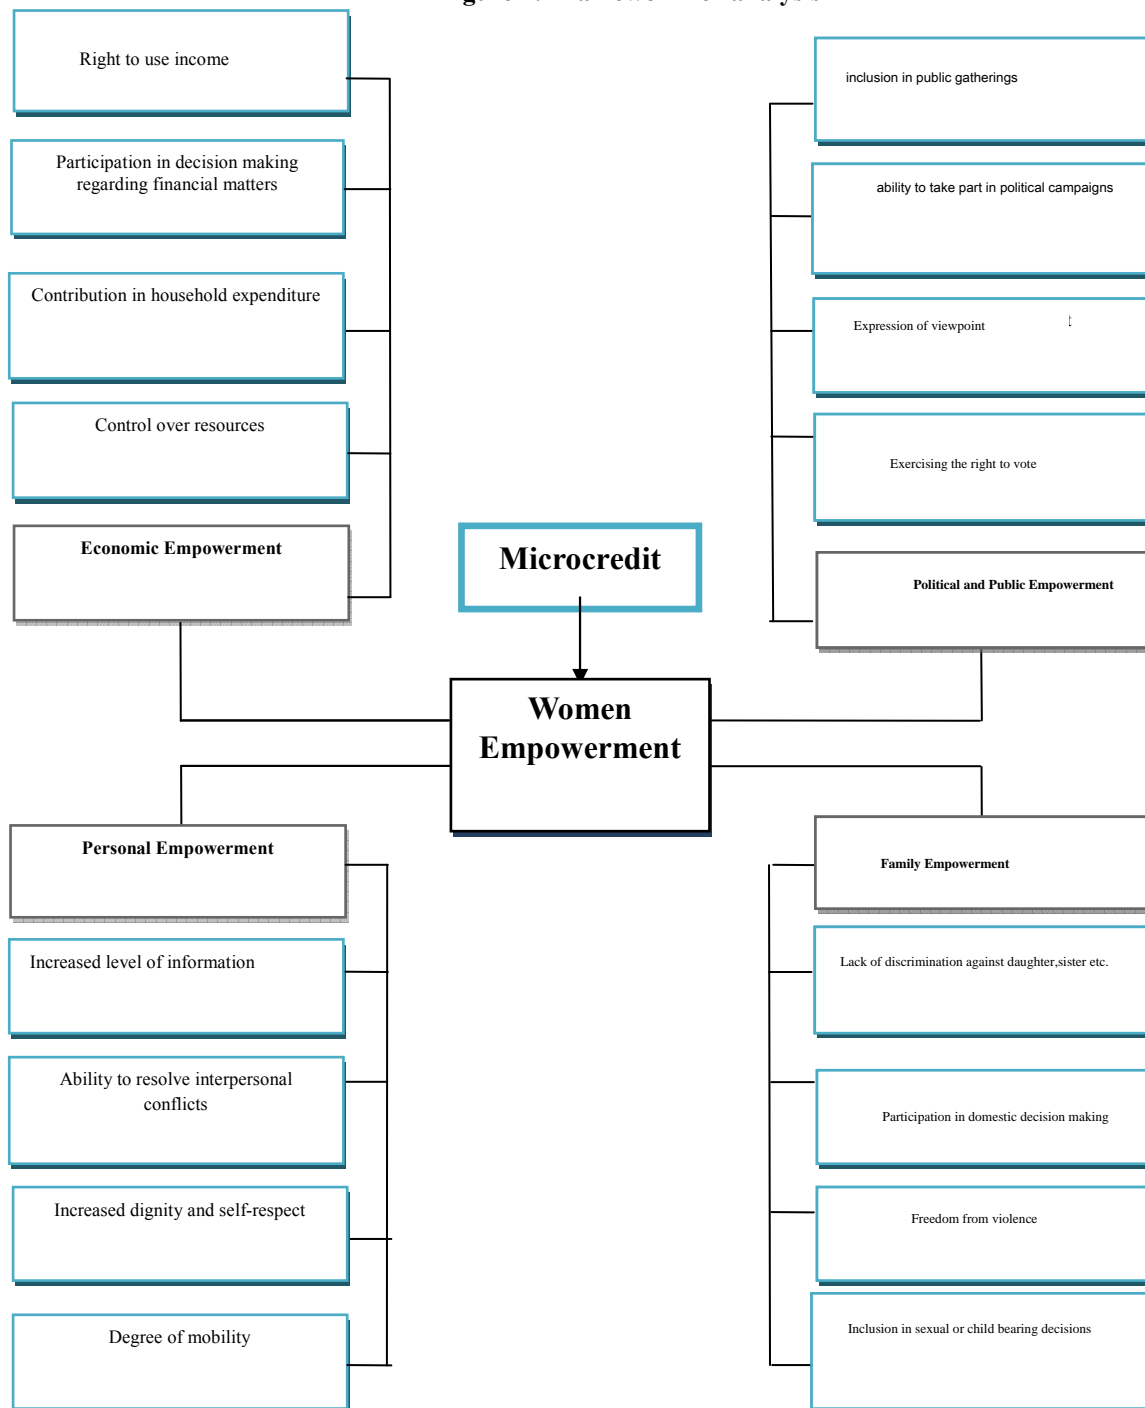 Right to use income
Participation in decision making
regarding financial matters
Contribution in household expenditure
Control over resources
Economic Empowerment
inclusion in public gatherings
ability to take part in political campaigns
Expression of viewpoint
Exercising the right to vote
Political and Public Empowerment
Microcredit
Women
Empowerment
Personal Empowerment
Increased level of information
Ability to resolve interpersonal
conflicts
Increased dignity and self-respect
Degree of mobility
Family Empowerment
Lack of discrimination against daughter,sister etc.
Participation in domestic decision making
Freedom from violence
Inclusion in sexual or child bearing decisions